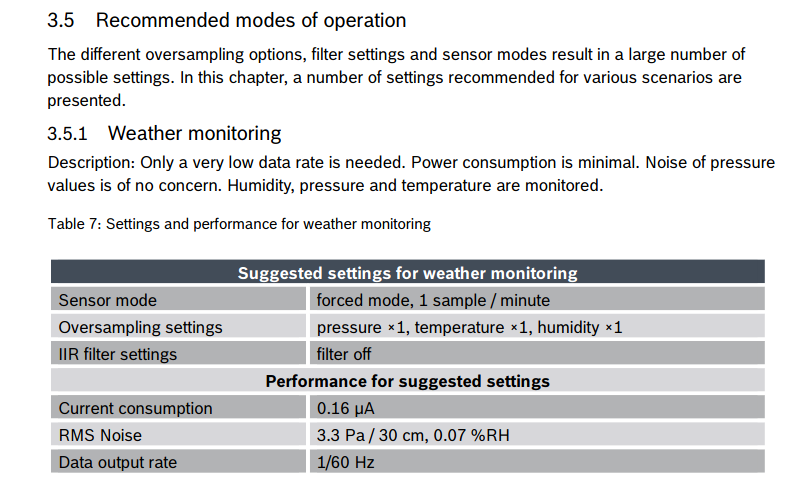 3.5 Recommended modes of operation
The different oversampling options, filter settings and sensor modes result in a large number of
possible settings. In this chapter, a number of settings recommended for various scenarios are
presented.
3.5.1 Weather monitoring
Description: Only a very low data rate is needed. Power consumption is minimal. Noise of pressure
values is of no concern. Humidity, pressure and temperature are monitored.
Table 7: Settings and performance for weather monitoring
Suggested settings for weather monitoring
Sensor mode forced mode, 1 sample / minute
Oversampling settings pressure ×1, temperature ×1, humidity ×1
IIR filter settings filter off
Performance for suggested settings
Current consumption 0.16 µA
RMS Noise 3.3 Pa / 30 cm, 0.07 %RH
Data output rate 1/60 Hz